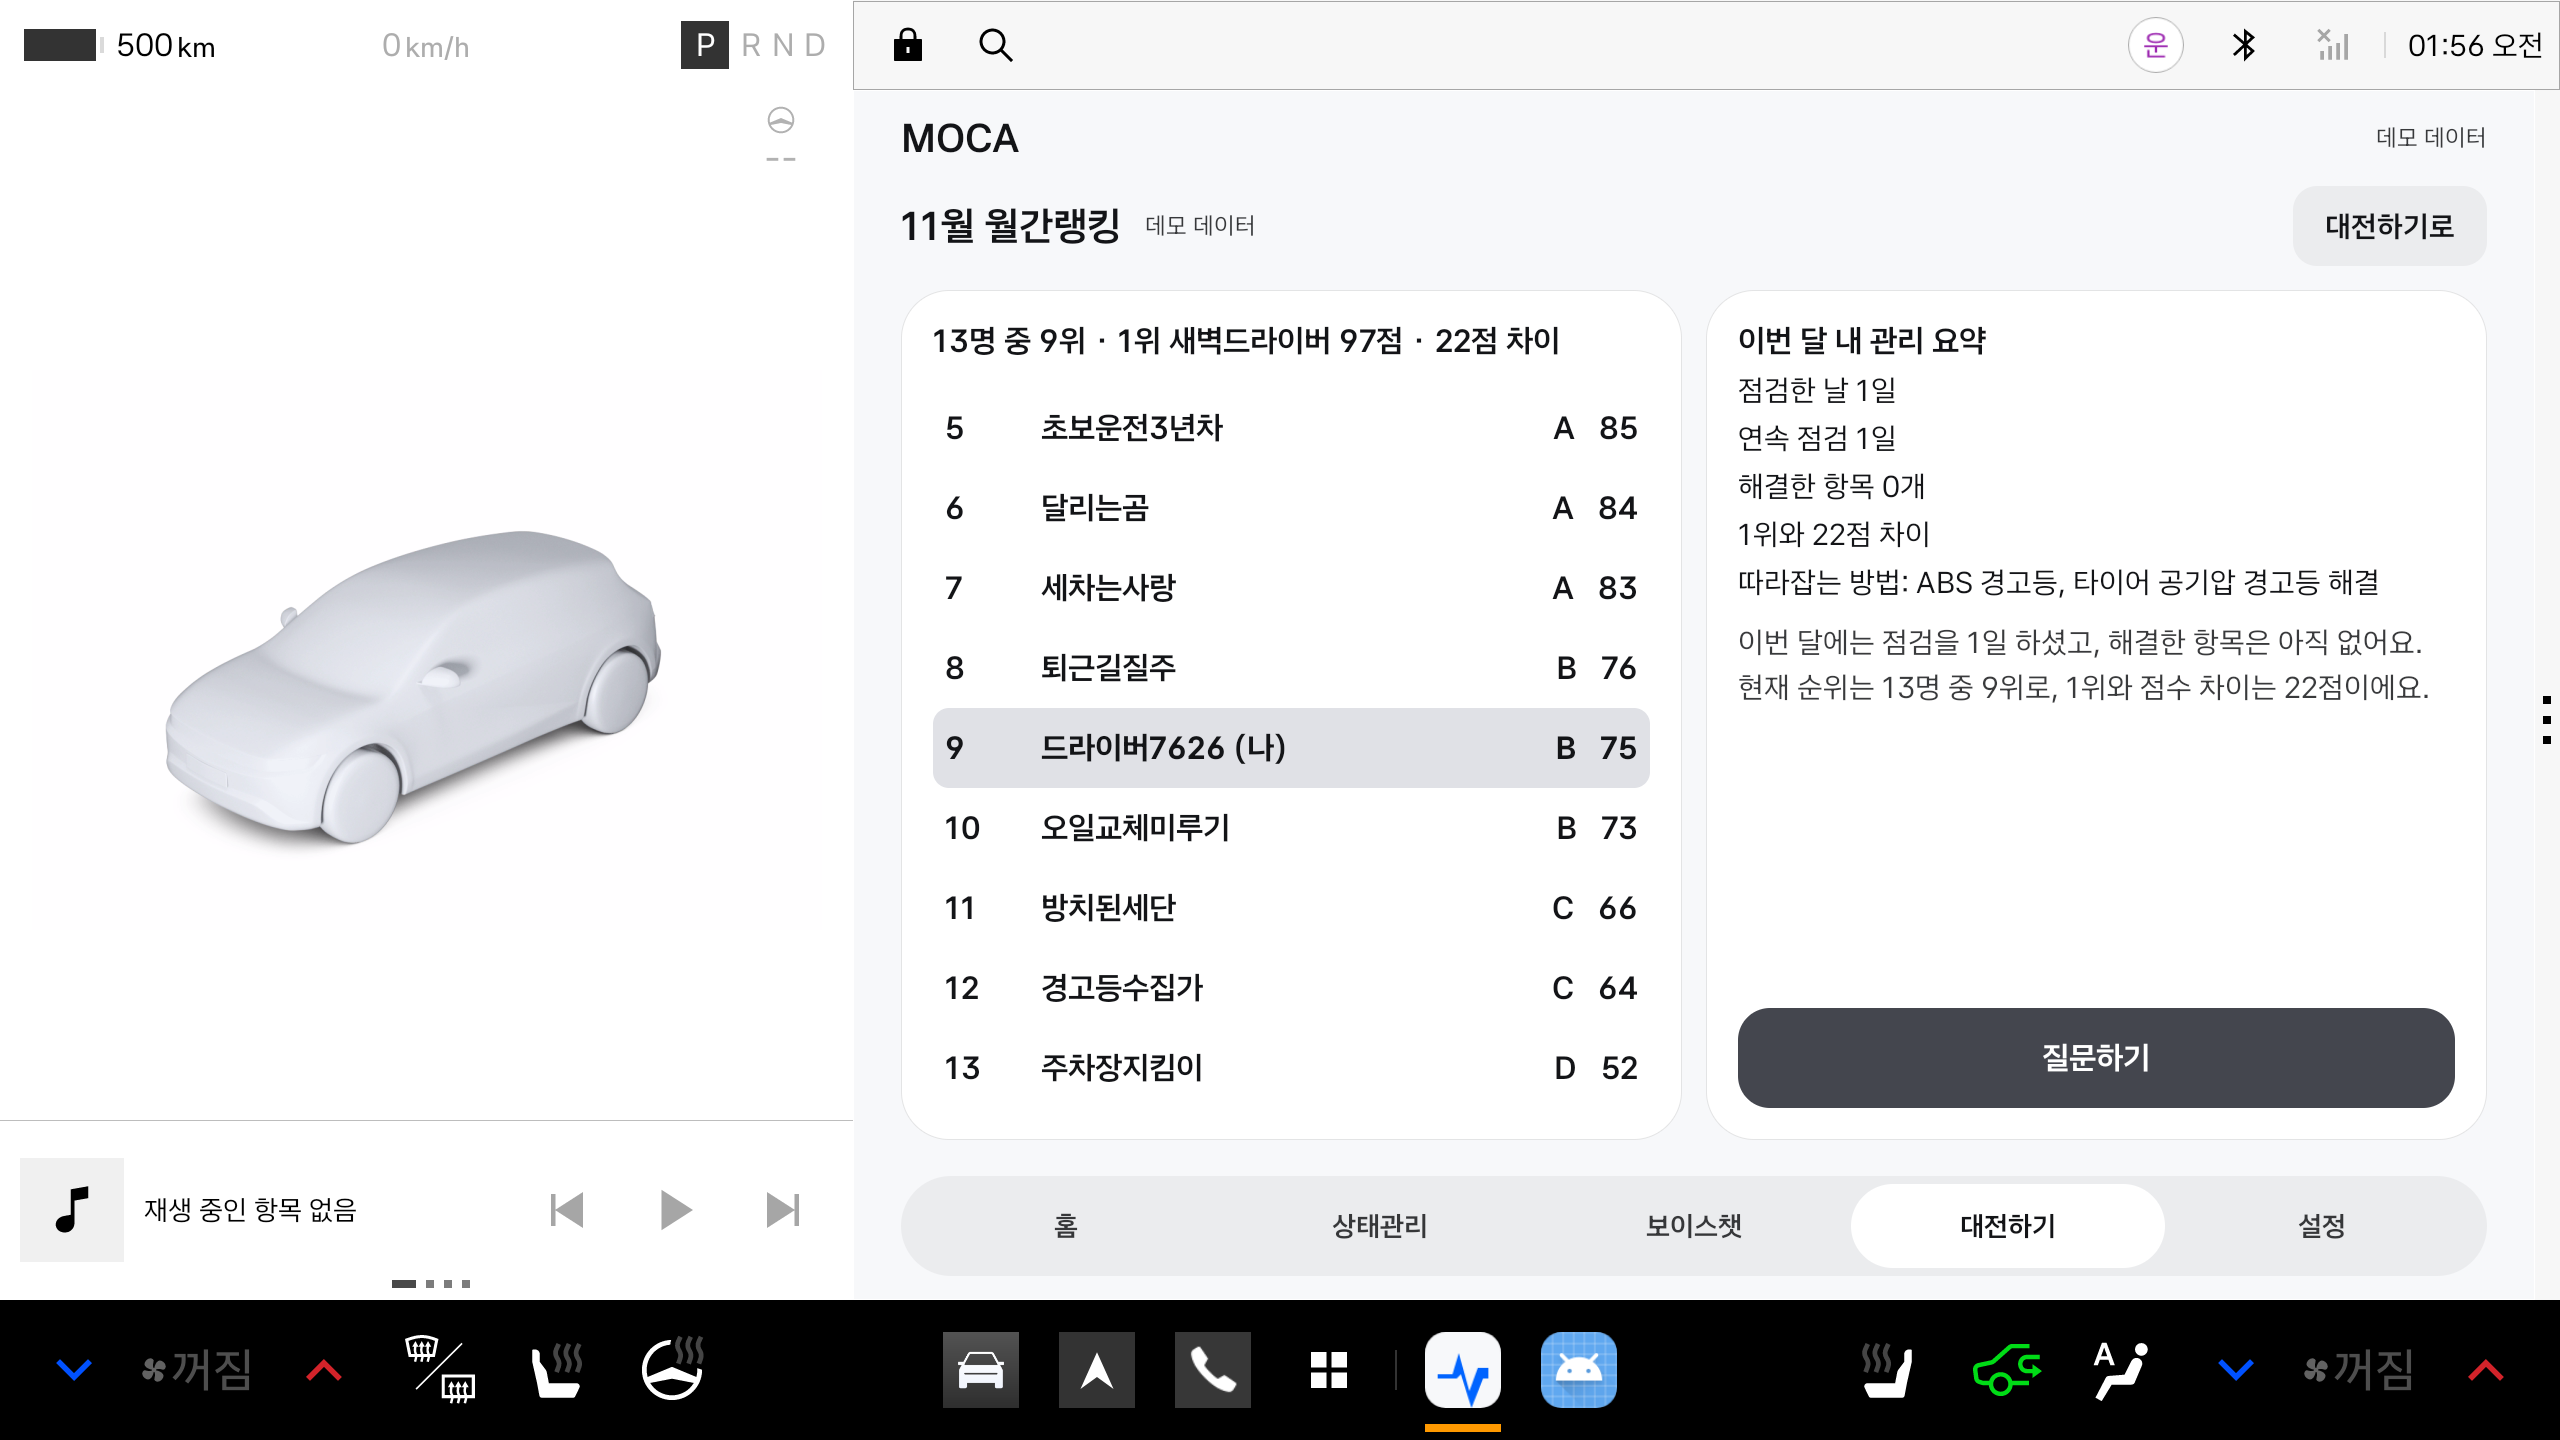 500 km
0 km/h
P R N D
운
01:56 오전
--
MOCA
데모 데이터
11월 월간랭킹 데모 데이터
대전하기로
13명 중 9위 · 1위 새벽드라이버 97점 · 22점 차이
5 초보운전3년차 A 85
6 달리는곰 A 84
7 세차는사랑 A 83
8 퇴근길질주 B 76
9 드라이버7626 (나) B 75
10 오일교체미루기 B 73
11 방치된세단 C 66
12 경고등수집가 C 64
13 주차장지킴이 D 52
이번 달 내 관리 요약
점검한 날 1일
연속 점검 1일
해결한 항목 0개
1위와 22점 차이
따라잡는 방법: ABS 경고등, 타이어 공기압 경고등 해결
이번 달에는 점검을 1일 하셨고, 해결한 항목은 아직 없어요.
현재 순위는 13명 중 9위로, 1위와 점수 차이는 22점이에요.
질문하기
재생 중인 항목 없음
홈 상태관리 보이스챗 대전하기 설정
꺼짐
A
꺼짐